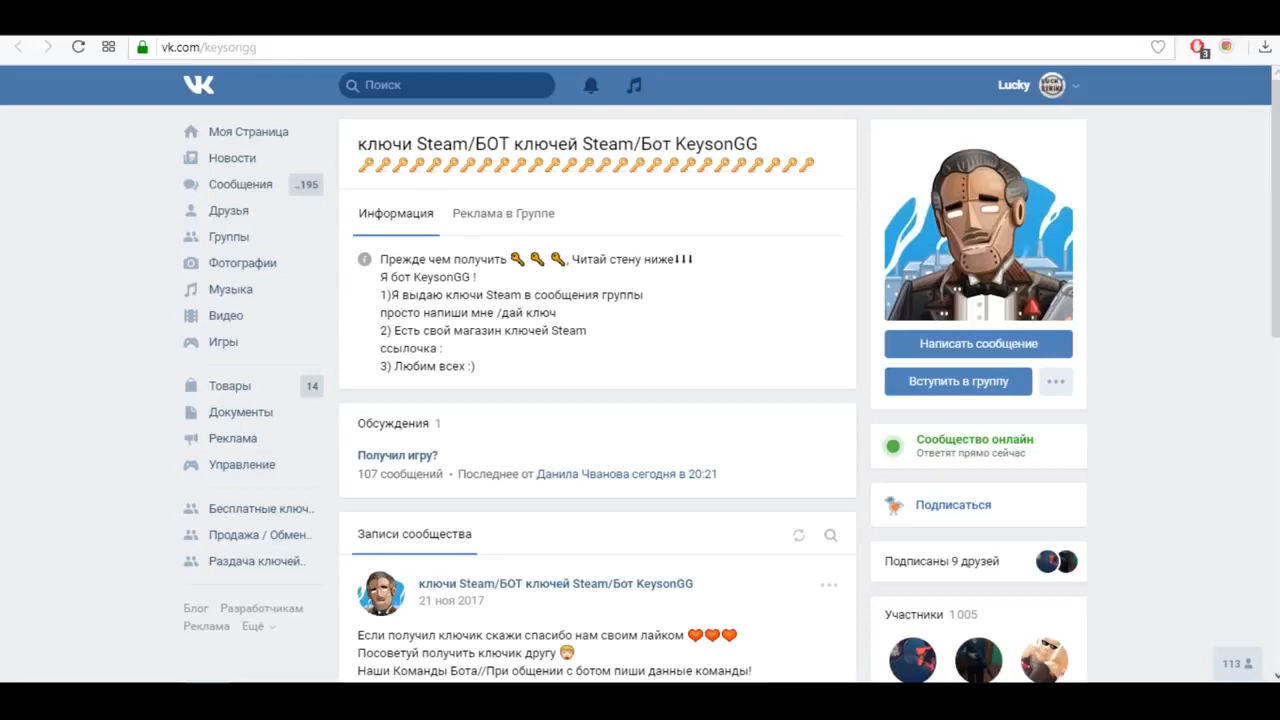 vk.com/keysongg
3
Поиск
Lucky
Моя Страница
Новости
Сообщения ..195
Друзья
Группы
Фотографии
Музыка
Видео
Игры
Товары 14
Документы
Реклама
Управление
Бесплатные ключ..
Продажа / Обмен..
Раздача ключей..
Блог Разработчикам
Реклама Ещё
ключи Steam/БОТ ключей Steam/Бот KeysonGG
Информация Реклама в Группе
Прежде чем получить 🔑 🔑 🔑, Читай стену ниже⬇⬇⬇
Я бот KeysonGG !
1)Я выдаю ключи Steam в сообщения группы
просто напиши мне /дай ключ
2) Есть свой магазин ключей Steam
ссылочка :
3) Любим всех :)
Обсуждения 1
Получил игру?
107 сообщений • Последнее от Данила Чванова сегодня в 20:21
Записи сообщества
ключи Steam/БОТ ключей Steam/Бот KeysonGG
21 ноя 2017
Если получил ключик скажи спасибо нам своим лайком
Посоветуй получить ключик другу
Наши Команды Бота//При общении с ботом пиши данные команды!
Написать сообщение
Вступить в группу
Сообщество онлайн
Ответят прямо сейчас
Подписаться
Подписаны 9 друзей
Участники 1 005
113